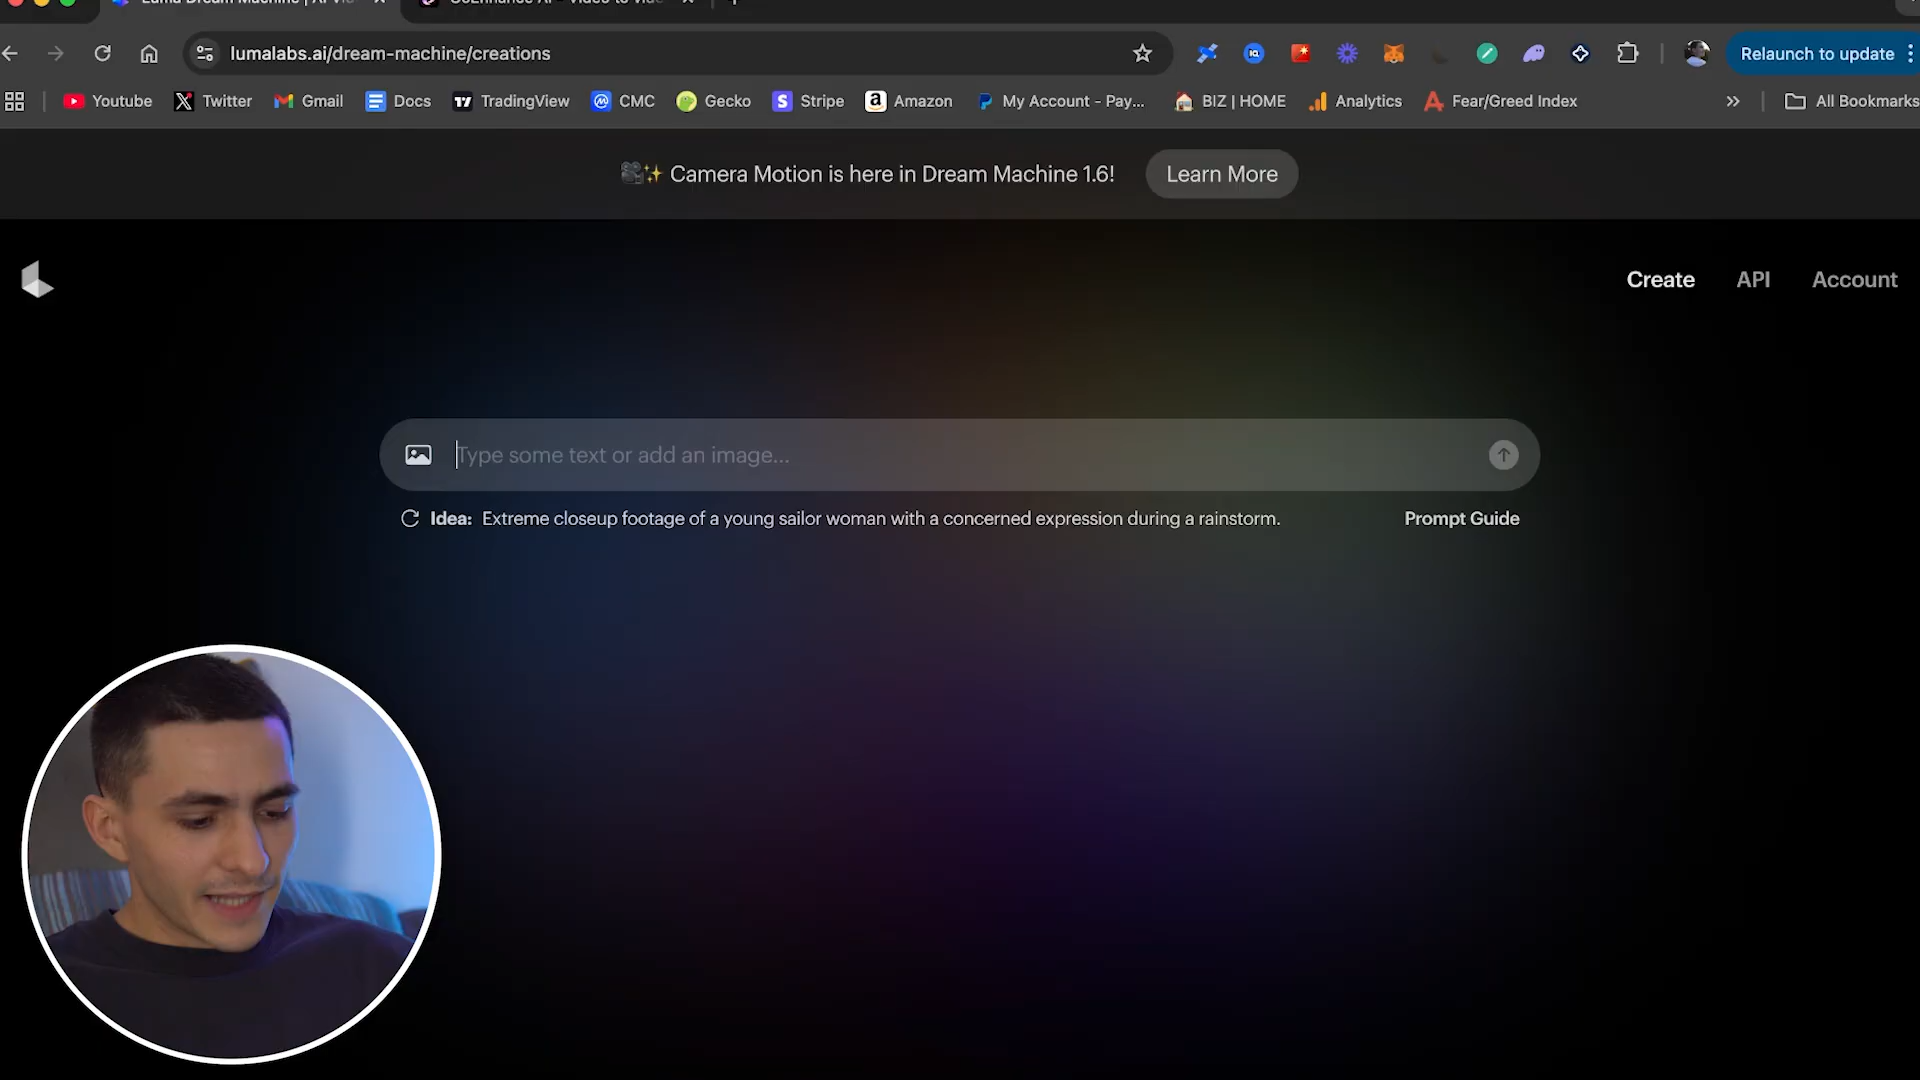 lumalabs.ai/dream-machine/creations
Relaunch to update
Youtube Twitter Gmail Docs TradingView CMC Gecko Stripe Amazon My Account - Pay... BIZ | HOME Analytics Fear/Greed Index All Bookmarks
Camera Motion is here in Dream Machine 1.6! Learn More
Create API Account
Type some text or add an image...
Idea: Extreme closeup footage of a young sailor woman with a concerned expression during a rainstorm. Prompt Guide